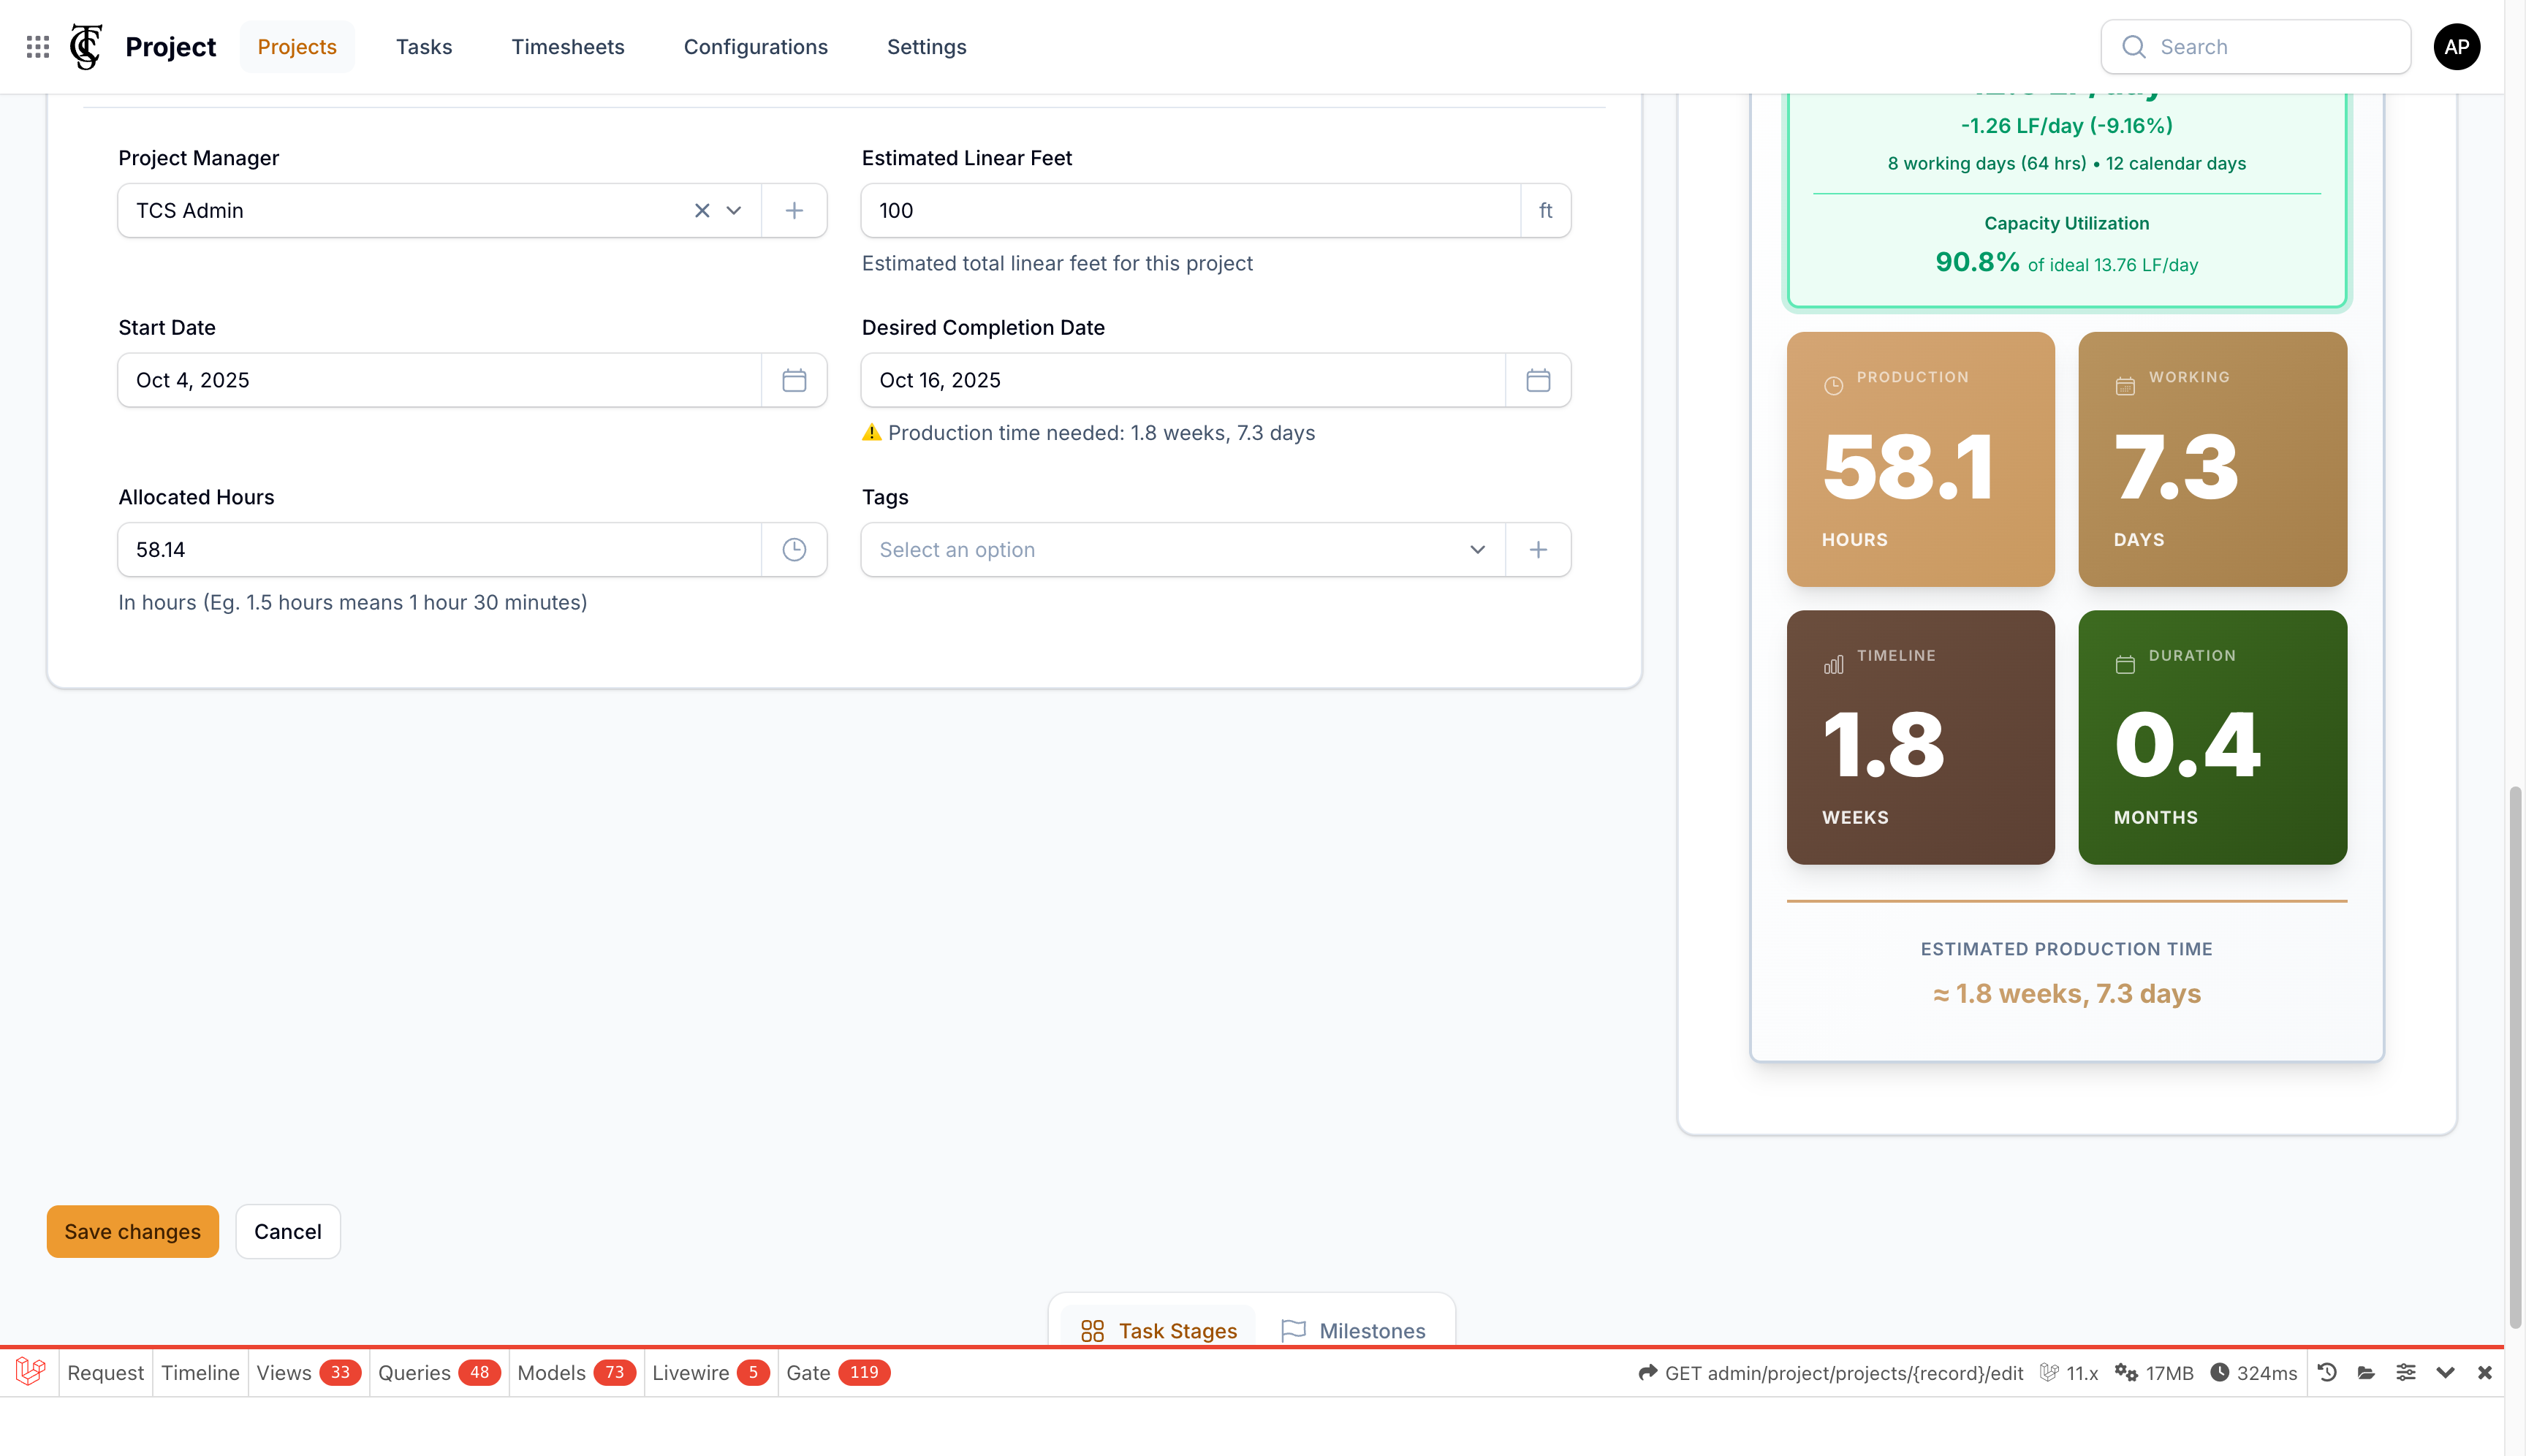 Project
Projects
Tasks
Timesheets
Configurations
Settings
Search
AP
Project Manager
TCS Admin
Estimated Linear Feet
100
ft
Estimated total linear feet for this project
Start Date
Oct 4, 2025
Desired Completion Date
Oct 16, 2025
Production time needed: 1.8 weeks, 7.3 days
Allocated Hours
58.14
In hours (Eg. 1.5 hours means 1 hour 30 minutes)
Tags
Select an option
-1.26 LF/day (-9.16%)
8 working days (64 hrs) • 12 calendar days
Capacity Utilization
90.8% of ideal 13.76 LF/day
PRODUCTION
58.1
HOURS
WORKING
7.3
DAYS
TIMELINE
1.8
WEEKS
DURATION
0.4
MONTHS
ESTIMATED PRODUCTION TIME
≈ 1.8 weeks, 7.3 days
Save changes
Cancel
Task Stages
Milestones
Request
Timeline
Views 33
Queries 48
Models 73
Livewire 5
Gate 119
GET admin/project/projects/{record}/edit
11.x
17MB
324ms